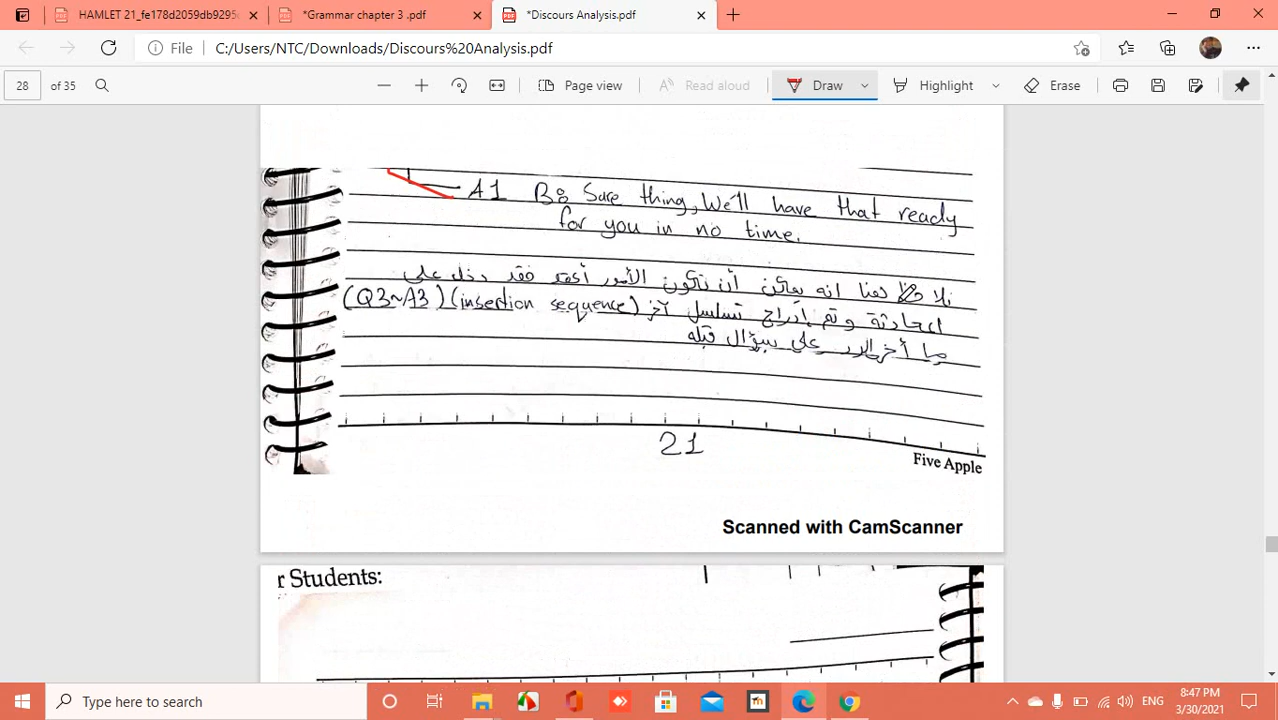 HAMLET 21_fe178d2059db9295
*Grammar chapter 3 .pdf
*Discours Analysis.pdf
File C:/Users/NTC/Downloads/Discours%20Analysis.pdf
28 of 35 Page view Read aloud Draw Highlight Erase
A1 B: Sure thing, We'll have that ready
for you in no time.
نلاحظ هنا انه يمكن أن تكون الأمور أعقد فقد دخل على
المحادثة وتم إدراج تسلسل آخر (insertion sequence) (Q3~A3)
مما أخر الرد على سؤال قبله
21
Five Apple
Scanned with CamScanner
r Students:
Type here to search
ENG
8:47 PM
3/30/2021